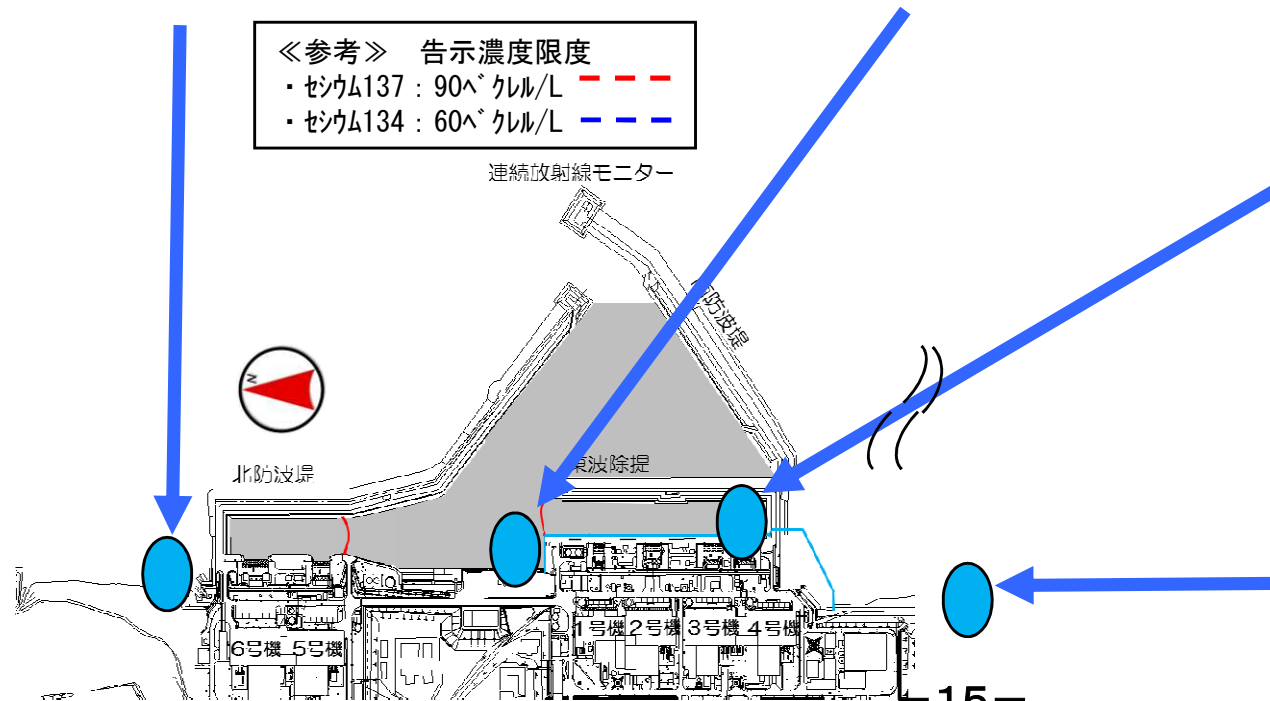 ≪参考≫ 告示濃度限度
・ｾｼｳﾑ137：90ﾍﾞｸﾚﾙ/L
・ｾｼｳﾑ134：60ﾍﾞｸﾚﾙ/L
連続放射線モニター
防波堤
N
北防波堤
東波除堤
1号機 2号機 3号機 4号機
6号機 5号機
－15－